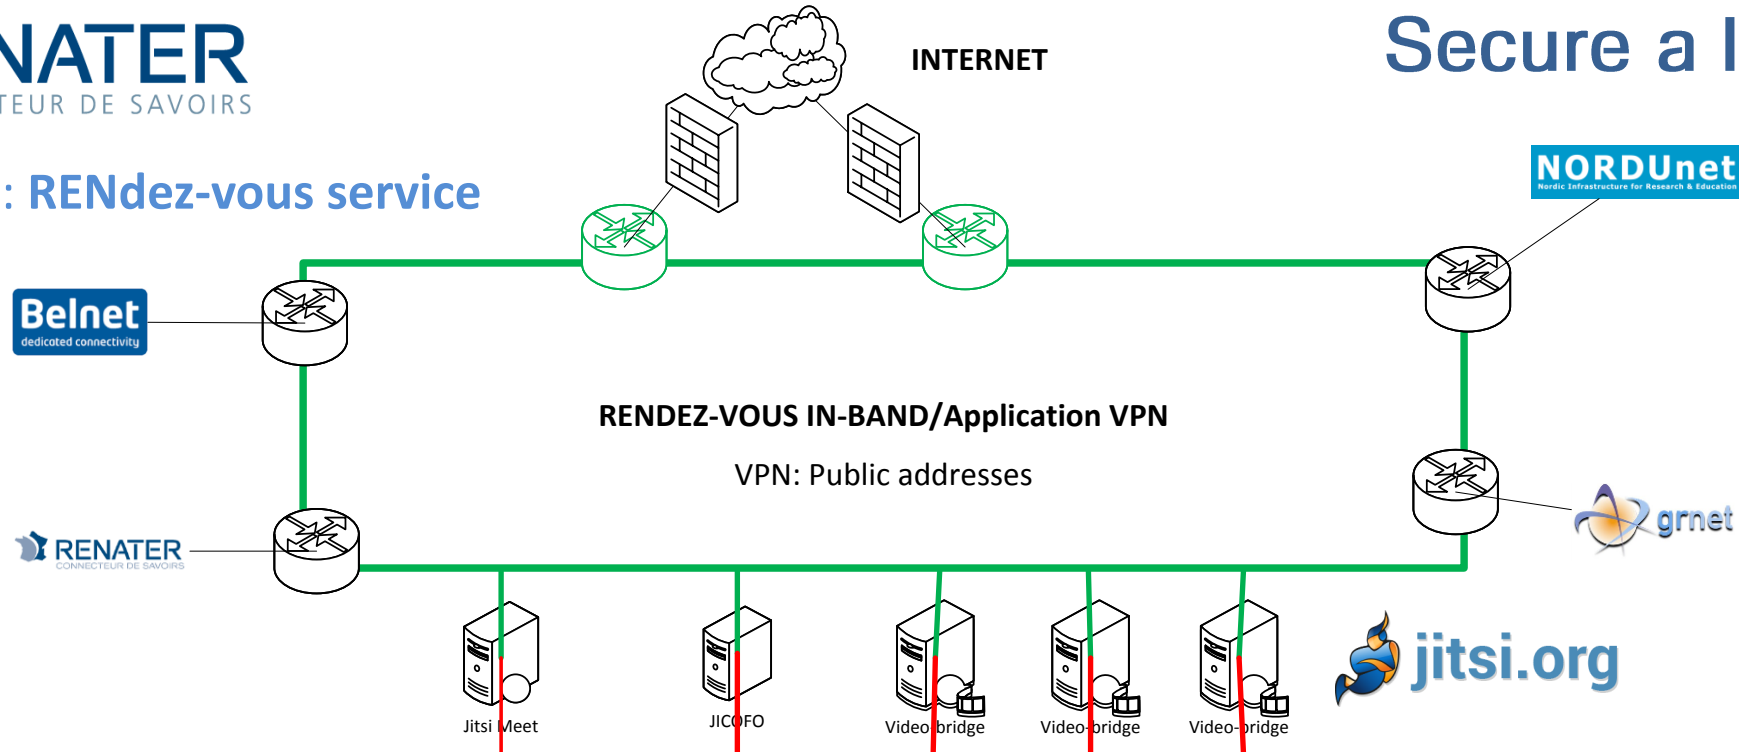 NATER
TEUR DE SAVOIRS
INTERNET
Secure a l
: RENdez-vous service
NORDUnet
Nordic Infrastructure for Research & Education
Belnet
dedicated connectivity
RENDEZ-VOUS IN-BAND/Application VPN
VPN: Public addresses
RENATER
CONNECTEUR DE SAVOIRS
grnet
jitsi.org
Jitsi Meet
JICOFO
Video-bridge
Video-bridge
Video-bridge